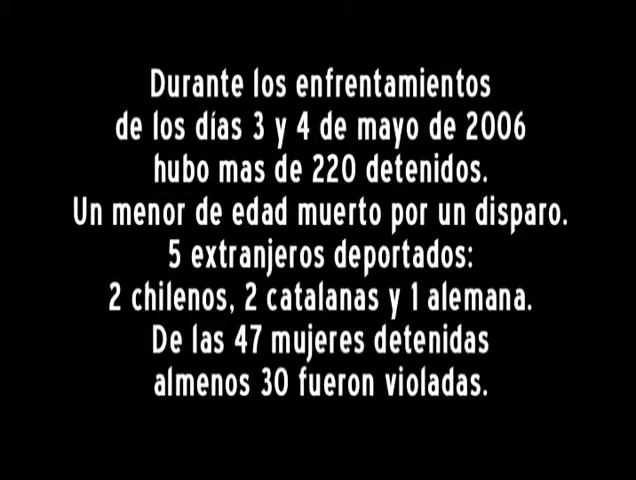 Durante los enfrentamientos
de los días 3 y 4 de mayo de 2006
hubo mas de 220 detenidos.
Un menor de edad muerto por un disparo.
5 extranjeros deportados:
2 chilenos, 2 catalanas y 1 alemana.
De las 47 mujeres detenidas
almenos 30 fueron violadas.